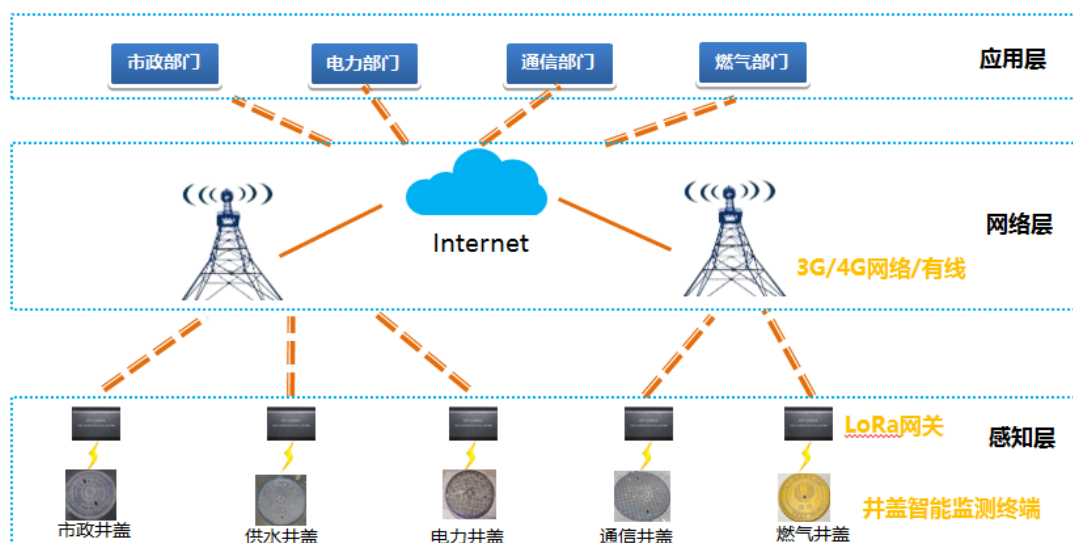 市政部门
电力部门
通信部门
燃气部门
应用层
Internet
网络层
3G/4G网络/有线
LoRa网关
感知层
井盖智能监测终端
市政井盖
供水井盖
电力井盖
通信井盖
燃气井盖